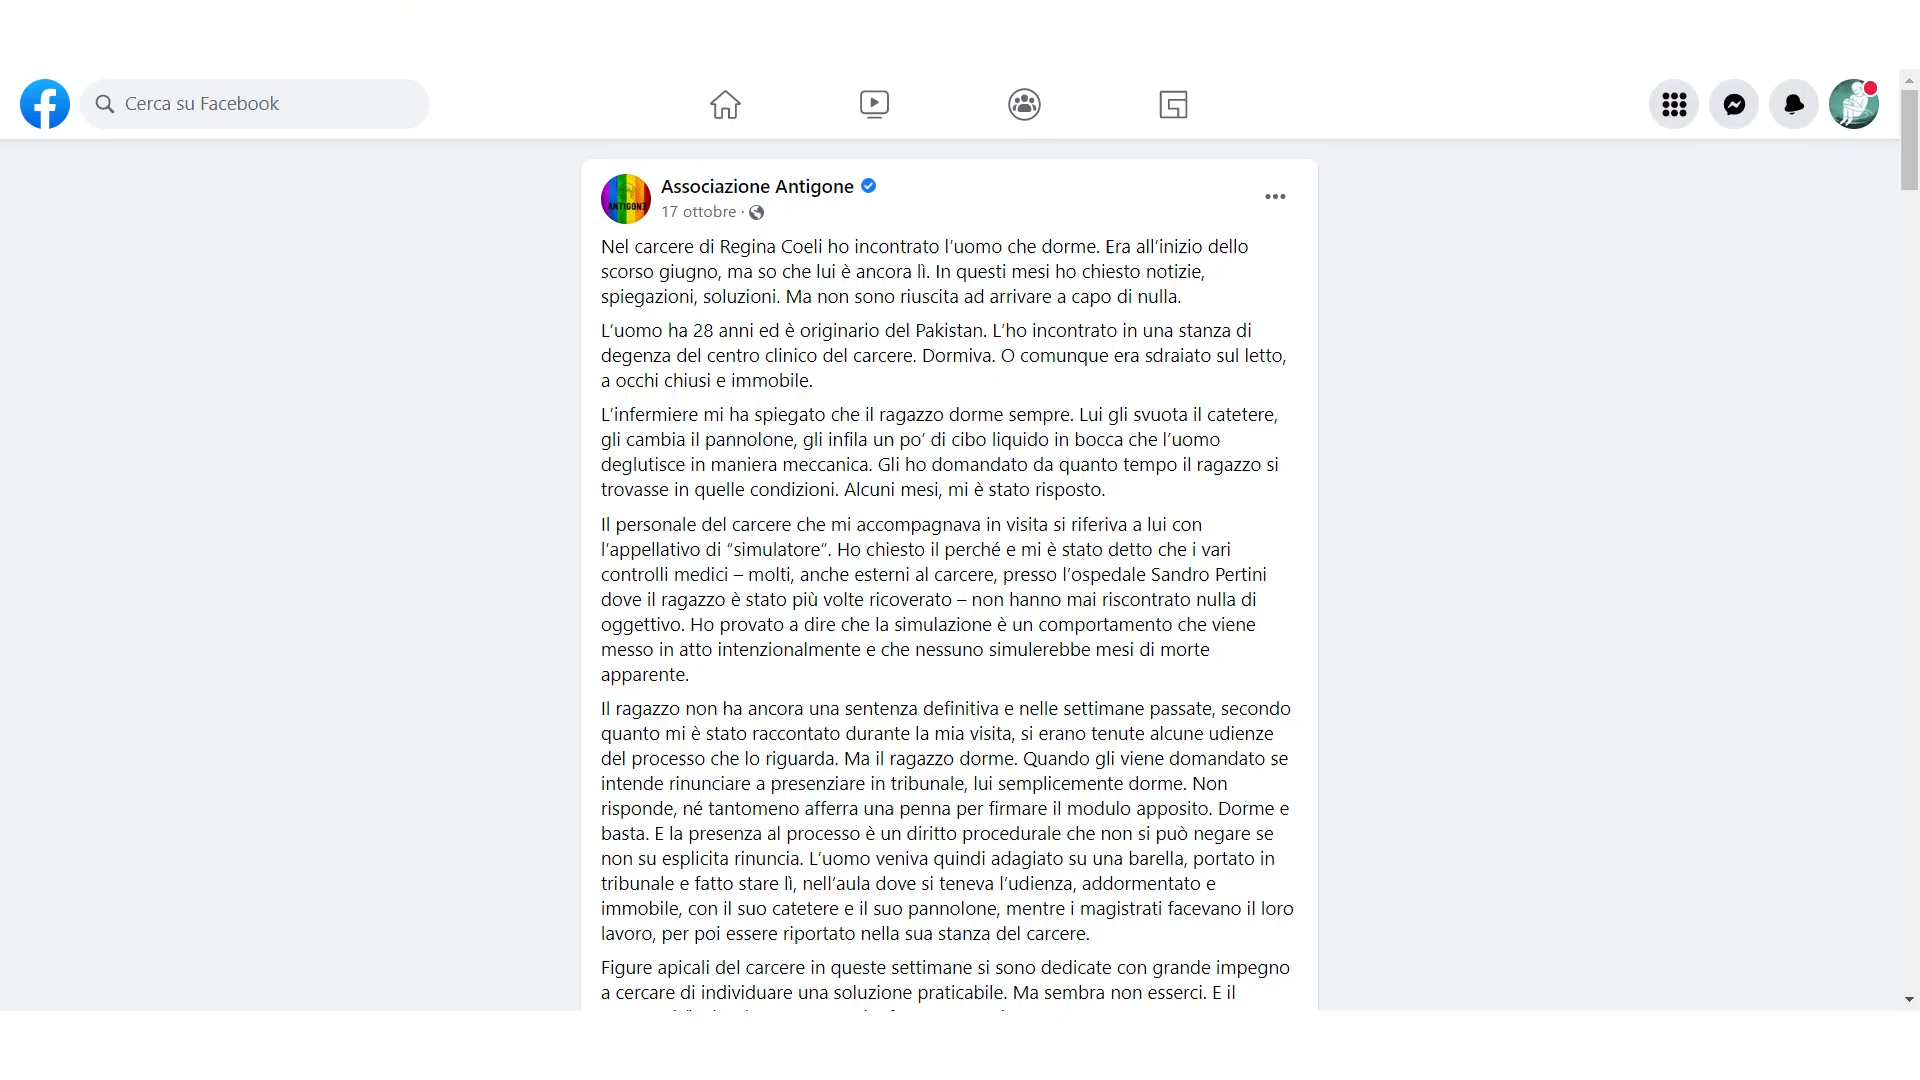 Cerca su Facebook
ANTIGONE
Associazione Antigone
17 ottobre ·
Nel carcere di Regina Coeli ho incontrato l’uomo che dorme. Era all’inizio dello
scorso giugno, ma so che lui è ancora lì. In questi mesi ho chiesto notizie,
spiegazioni, soluzioni. Ma non sono riuscita ad arrivare a capo di nulla.
L’uomo ha 28 anni ed è originario del Pakistan. L’ho incontrato in una stanza di
degenza del centro clinico del carcere. Dormiva. O comunque era sdraiato sul letto,
a occhi chiusi e immobile.
L’infermiere mi ha spiegato che il ragazzo dorme sempre. Lui gli svuota il catetere,
gli cambia il pannolone, gli infila un po’ di cibo liquido in bocca che l’uomo
deglutisce in maniera meccanica. Gli ho domandato da quanto tempo il ragazzo si
trovasse in quelle condizioni. Alcuni mesi, mi è stato risposto.
Il personale del carcere che mi accompagnava in visita si riferiva a lui con
l’appellativo di “simulatore”. Ho chiesto il perché e mi è stato detto che i vari
controlli medici – molti, anche esterni al carcere, presso l’ospedale Sandro Pertini
dove il ragazzo è stato più volte ricoverato – non hanno mai riscontrato nulla di
oggettivo. Ho provato a dire che la simulazione è un comportamento che viene
messo in atto intenzionalmente e che nessuno simulerebbe mesi di morte
apparente.
Il ragazzo non ha ancora una sentenza definitiva e nelle settimane passate, secondo
quanto mi è stato raccontato durante la mia visita, si erano tenute alcune udienze
del processo che lo riguarda. Ma il ragazzo dorme. Quando gli viene domandato se
intende rinunciare a presenziare in tribunale, lui semplicemente dorme. Non
risponde, né tantomeno afferra una penna per firmare il modulo apposito. Dorme e
basta. E la presenza al processo è un diritto procedurale che non si può negare se
non su esplicita rinuncia. L’uomo veniva quindi adagiato su una barella, portato in
tribunale e fatto stare lì, nell’aula dove si teneva l’udienza, addormentato e
immobile, con il suo catetere e il suo pannolone, mentre i magistrati facevano il loro
lavoro, per poi essere riportato nella sua stanza del carcere.
Figure apicali del carcere in queste settimane si sono dedicate con grande impegno
a cercare di individuare una soluzione praticabile. Ma sembra non esserci. E il